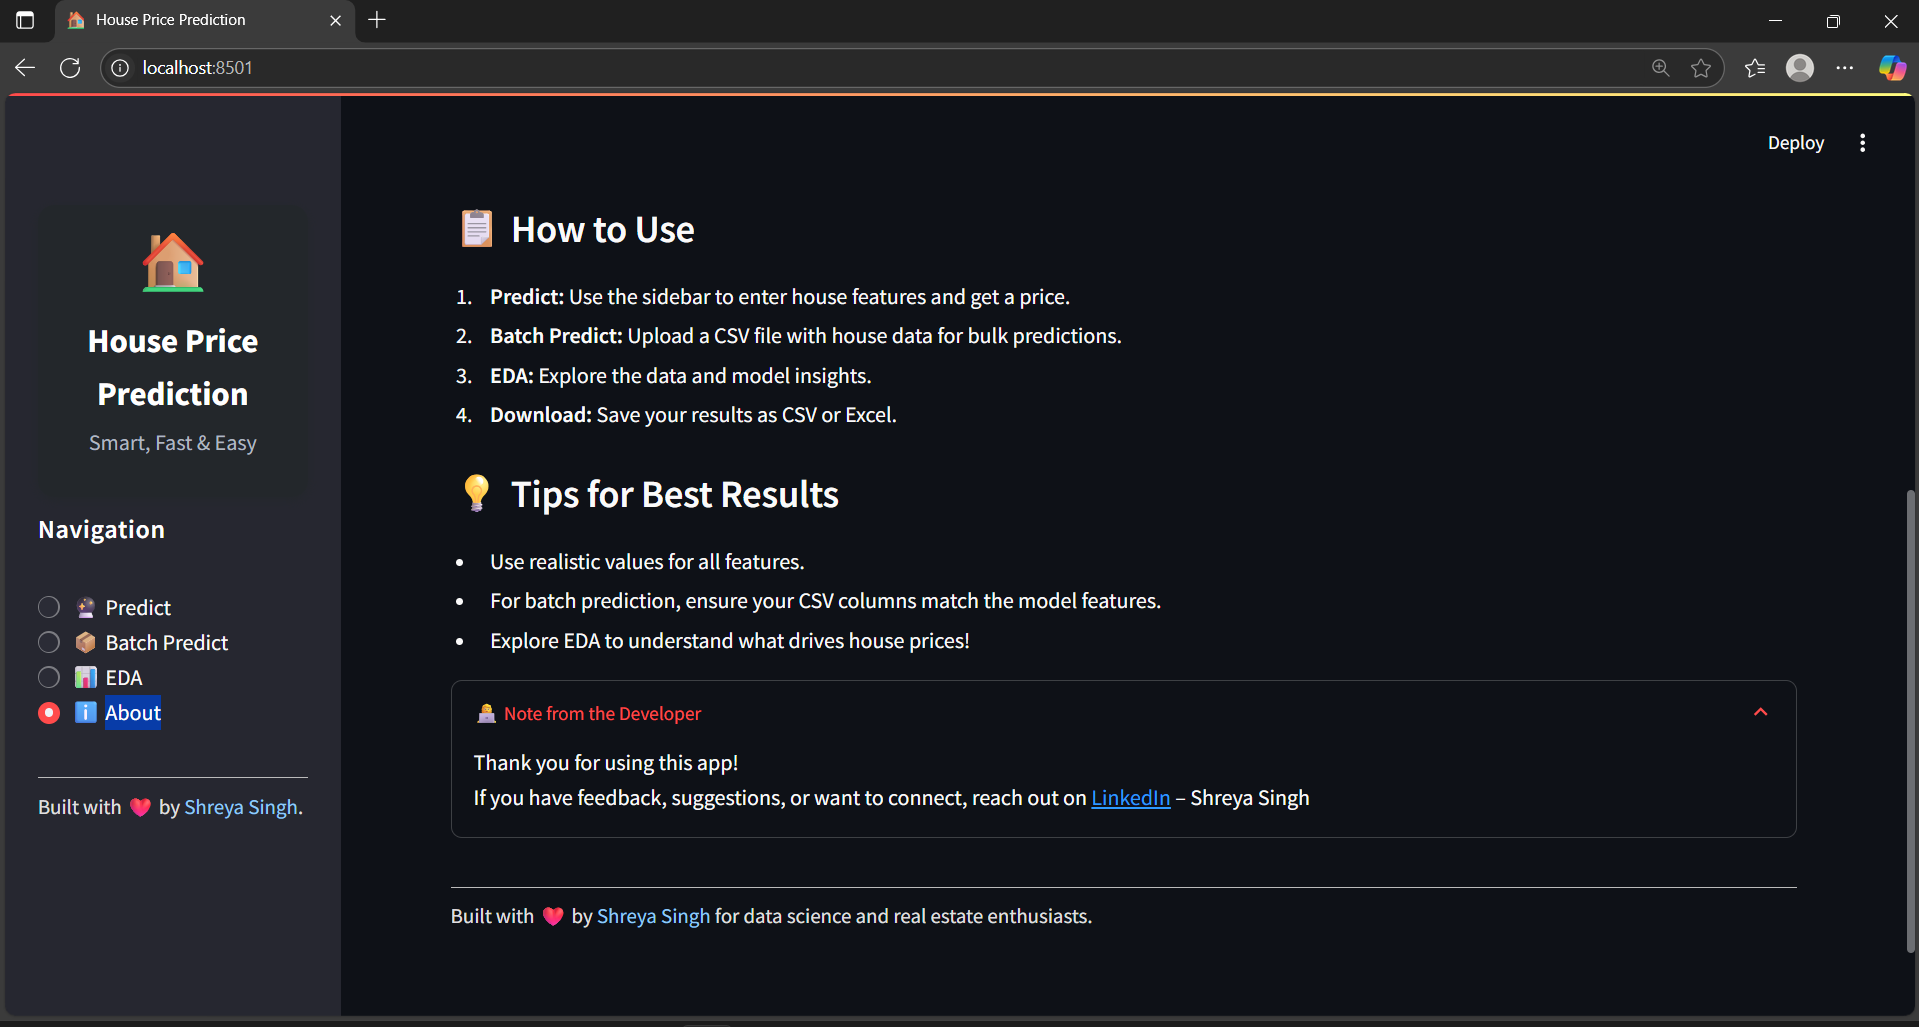 House Price Prediction
localhost:8501
Deploy
House Price
Prediction
Smart, Fast & Easy
Navigation
Predict
Batch Predict
EDA
About
Built with ❤️ by Shreya Singh.
📋 How to Use
1. Predict: Use the sidebar to enter house features and get a price.
2. Batch Predict: Upload a CSV file with house data for bulk predictions.
3. EDA: Explore the data and model insights.
4. Download: Save your results as CSV or Excel.
💡 Tips for Best Results
• Use realistic values for all features.
• For batch prediction, ensure your CSV columns match the model features.
• Explore EDA to understand what drives house prices!
Note from the Developer
Thank you for using this app!
If you have feedback, suggestions, or want to connect, reach out on LinkedIn – Shreya Singh
Built with ❤️ by Shreya Singh for data science and real estate enthusiasts.